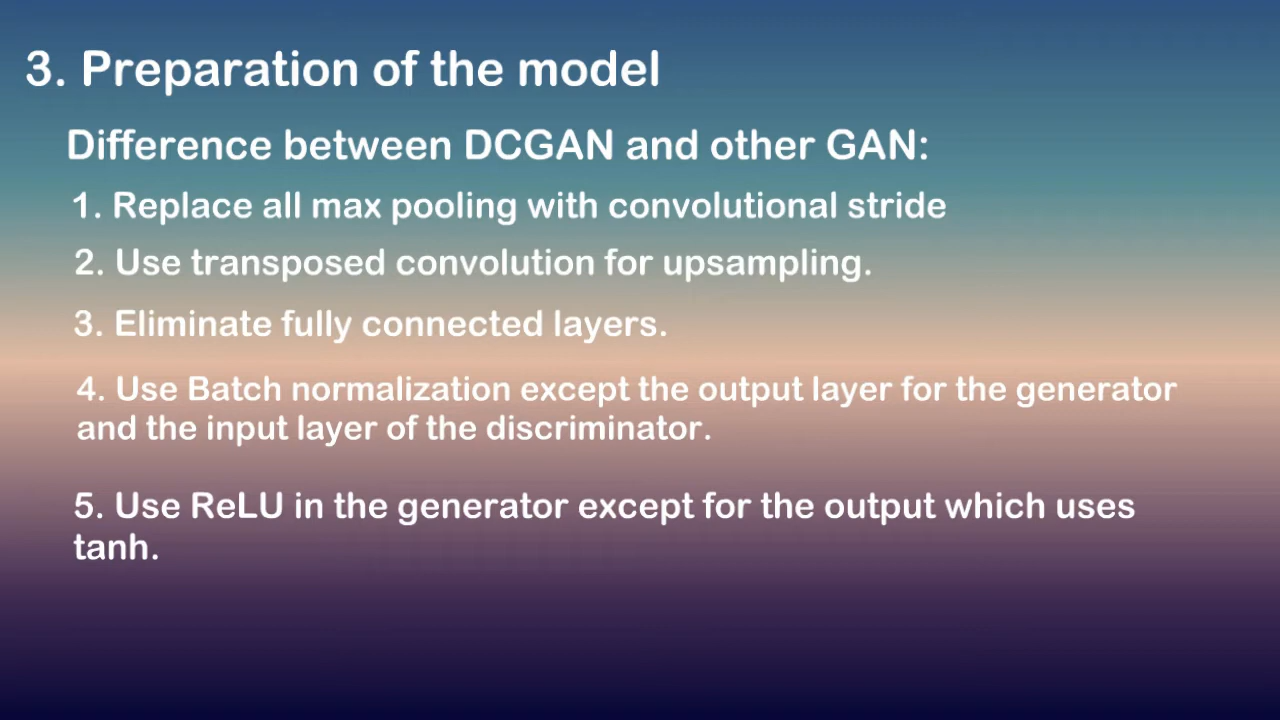 3. Preparation of the model
Difference between DCGAN and other GAN:
1. Replace all max pooling with convolutional stride
2. Use transposed convolution for upsampling.
3. Eliminate fully connected layers.
4. Use Batch normalization except the output layer for the generator
and the input layer of the discriminator.
5. Use ReLU in the generator except for the output which uses
tanh.